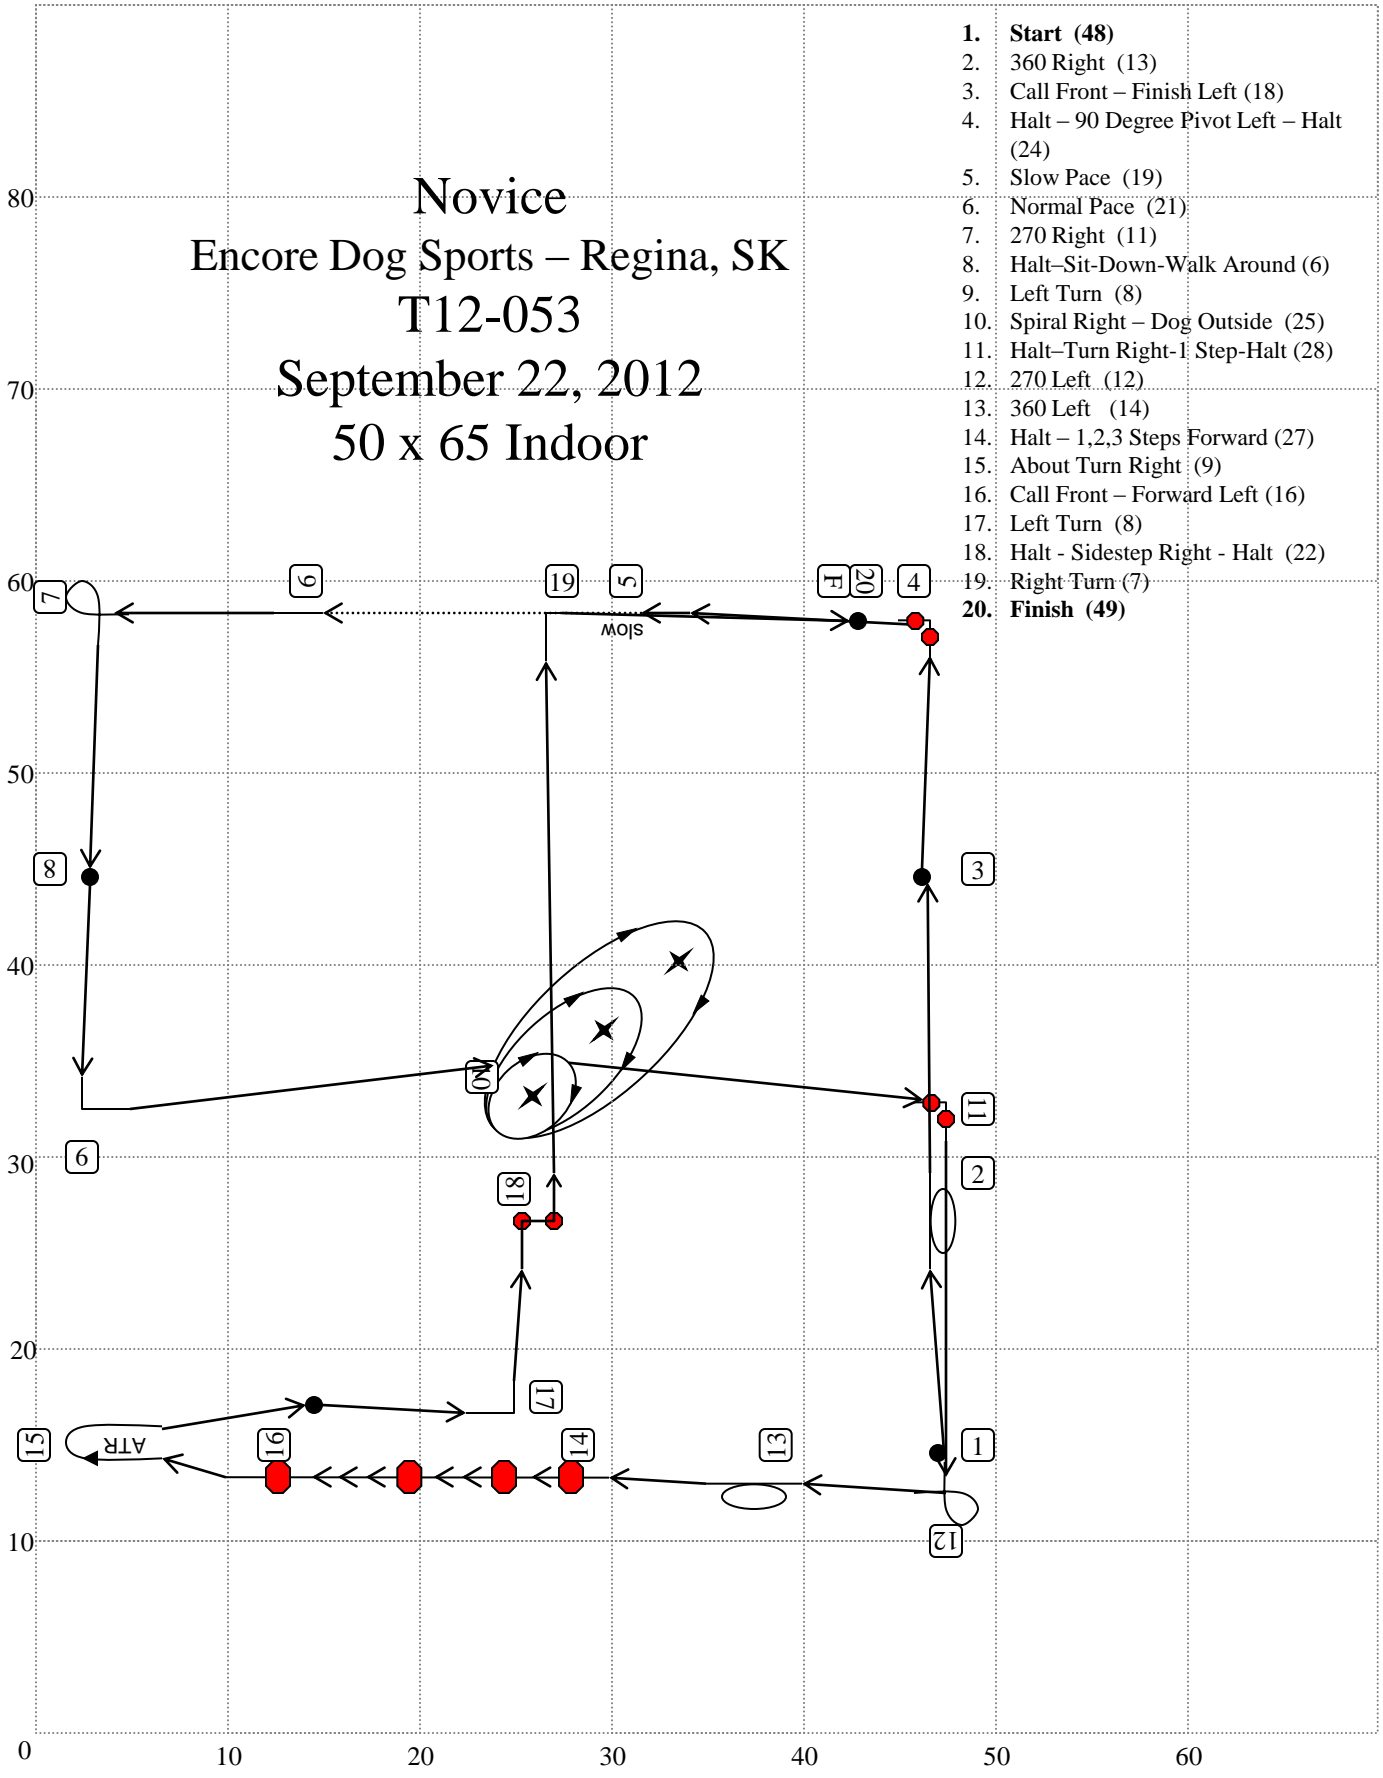 1. Start (48)
2. 360 Right (13)
3. Call Front – Finish Left (18)
4. Halt – 90 Degree Pivot Left – Halt
(24)
5. Slow Pace (19)
6. Normal Pace (21)
7. 270 Right (11)
8. Halt–Sit-Down-Walk Around (6)
9. Left Turn (8)
10. Spiral Right – Dog Outside (25)
11. Halt–Turn Right-1 Step-Halt (28)
12. 270 Left (12)
13. 360 Left (14)
14. Halt – 1,2,3 Steps Forward (27)
15. About Turn Right (9)
16. Call Front – Forward Left (16)
17. Left Turn (8)
18. Halt - Sidestep Right - Halt (22)
19. Right Turn (7)
20. Finish (49)
Novice
Encore Dog Sports – Regina, SK
T12-053
September 22, 2012
50 x 65 Indoor
80
70
60
7
6
19
5
F
20
4
slow
50
8
3
40
10
11
9
30
2
18
20
17
15
ATR
16
14
13
1
10
12
0
10
20
30
40
50
60